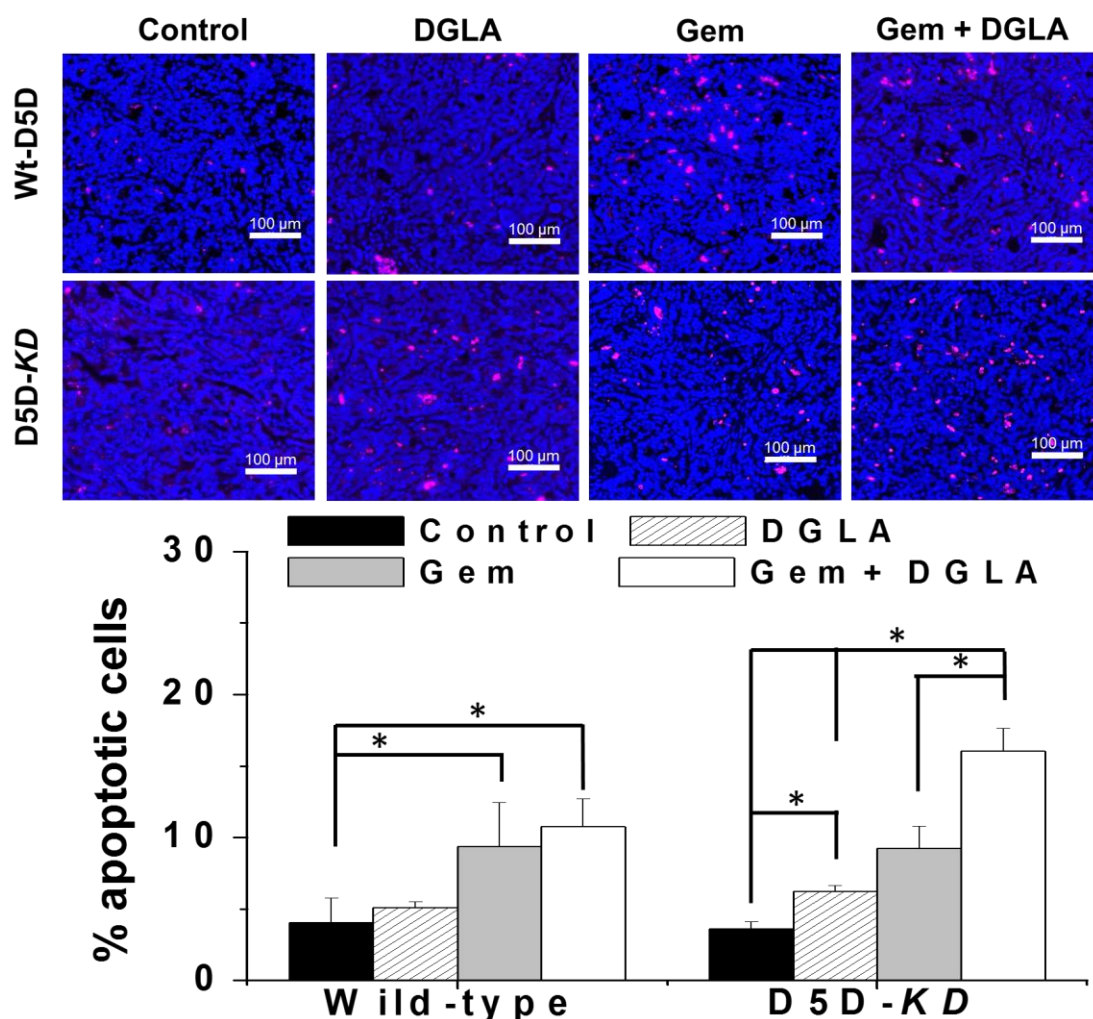 Control DGLA Gem Gem + DGLA
Wt-D5D
100 µm 100 µm 100 µm 100 µm
D5D-KD
100 µm 100 µm 100 µm 100 µm
Control DGLA
Gem Gem + DGLA
% apoptotic cells
30
20
10
0
* * * * *
Wild-type D5D-KD